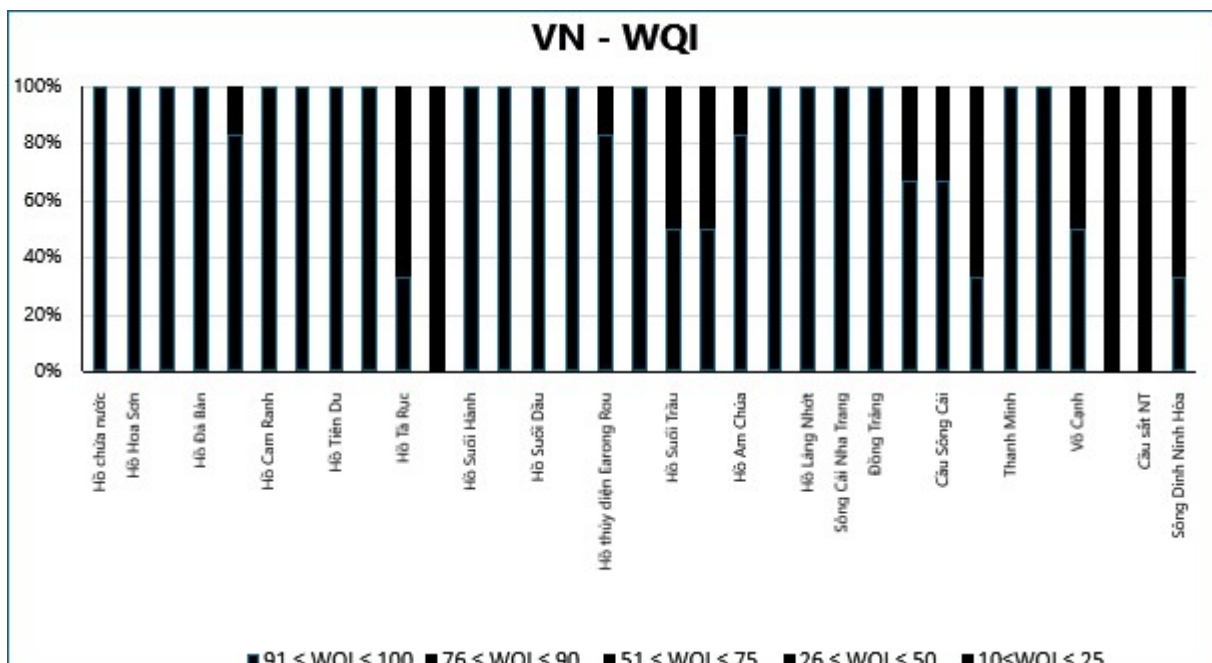 VN - WQI
100%
80%
60%
40%
20%
0%
Hồ chứa nước
Hồ Hoa Sơn
Hồ Đá Bàn
Hồ Cam Ranh
Hồ Tiên Du
Hồ Tà Rục
Hồ Suối Hành
Hồ Suối Dầu
Hồ thủy điện Earong Rou
Hồ Suối Trầu
Hồ Am Chúa
Hồ Láng Nhớt
Sông Cái Nha Trang
Đồng Trăng
Cầu Sông Cái
Thanh Minh
Võ Cạnh
Cầu sắt NT
Sông Dinh Ninh Hòa
91 ≤ WQI ≤ 100 76 ≤ WQI ≤ 90 51 ≤ WQI ≤ 75 26 ≤ WQI ≤ 50 10≤WQI ≤ 25